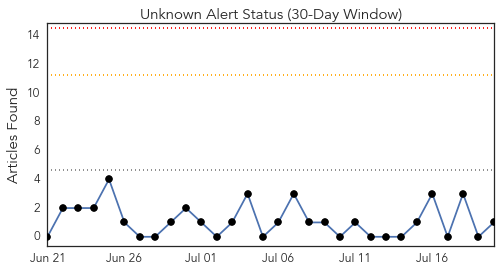 Unknown Alert Status (30-Day Window)
14
12
10
8
6
4
2
0
Articles Found
Jun 21
Jun 26
Jul 01
Jul 06
Jul 11
Jul 16